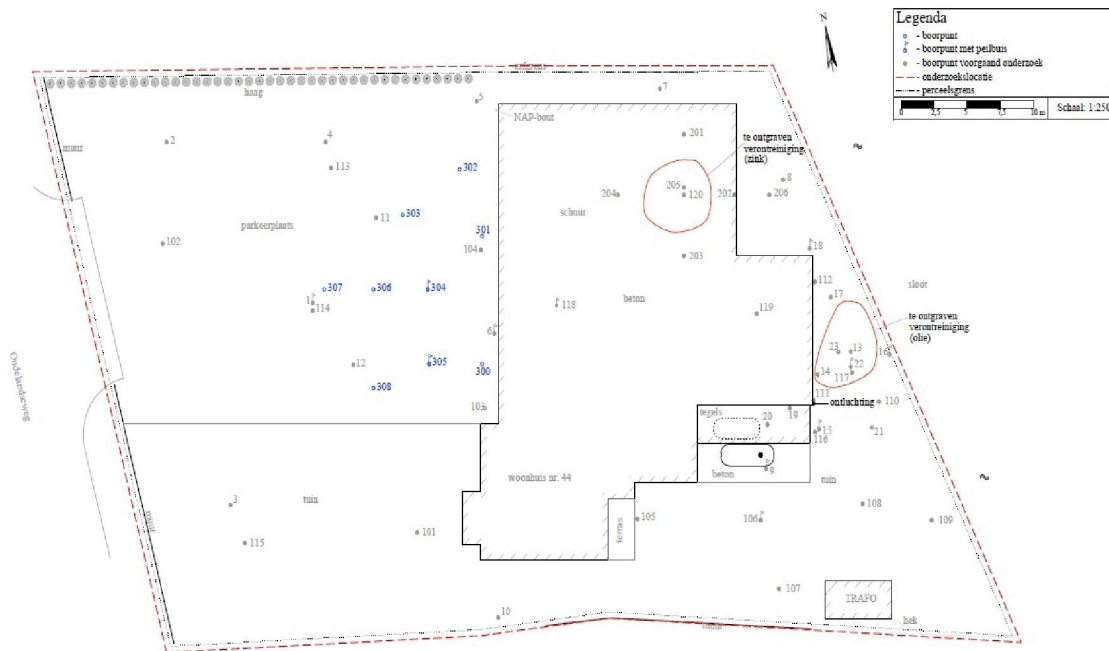 N
Legenda
- boorpunt
- boorpunt met peilbuis
- boorpunt voorgaand onderzoek
- onderzoekslocatie
- perceelsgrens
0 2,5 5 7,5 10 m
Schaal: 1:250
haag
5
7
NAP-bout
2
4
muur
113
302
201
te ontgraven
verontreiniging
(zink)
205
8
204
120
202
206
303
11
schuur
parkeerplaats
301
102
104
18
203
112
307
306
304
17
sloot
1
114
118
beton
119
te ontgraven
verontreiniging
(olie)
6
23
13
16
12
305
22
300
14
117
308
111
ontluchting
110
Oudelandseweg
103
tegels
19
20
15
116
21
woonhuis nr. 44
beton
9
tuin
3
tuin
108
105
106
109
terras
101
115
107
TRAFO
10
hek